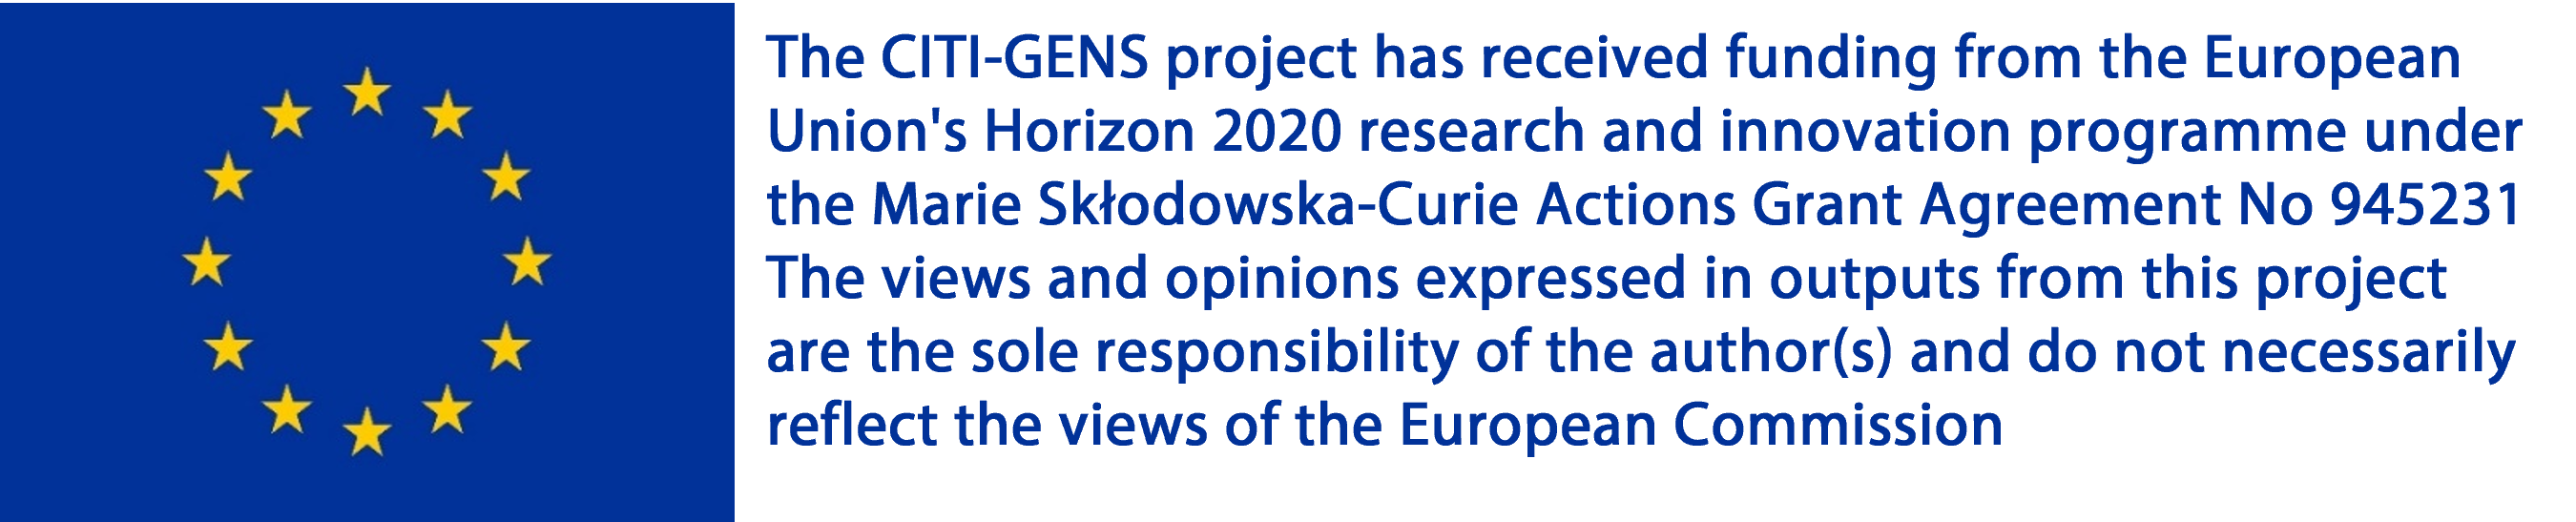 The CITI-GENS project has received funding from the European
Union's Horizon 2020 research and innovation programme under
the Marie Skłodowska-Curie Actions Grant Agreement No 945231
The views and opinions expressed in outputs from this project
are the sole responsibility of the author(s) and do not necessarily
reflect the views of the European Commission